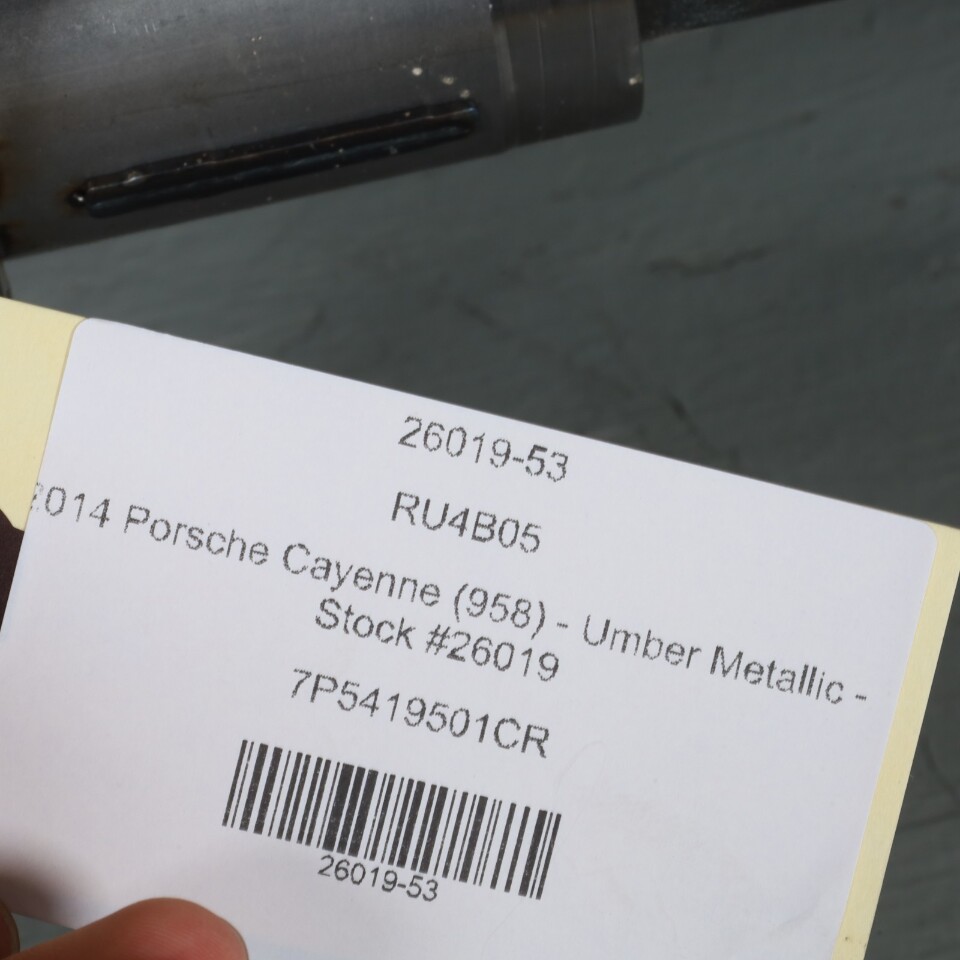 26019-53
RU4B05
2014 Porsche Cayenne (958) - Umber Metallic -
Stock #26019
7P5419501CR
26019-53